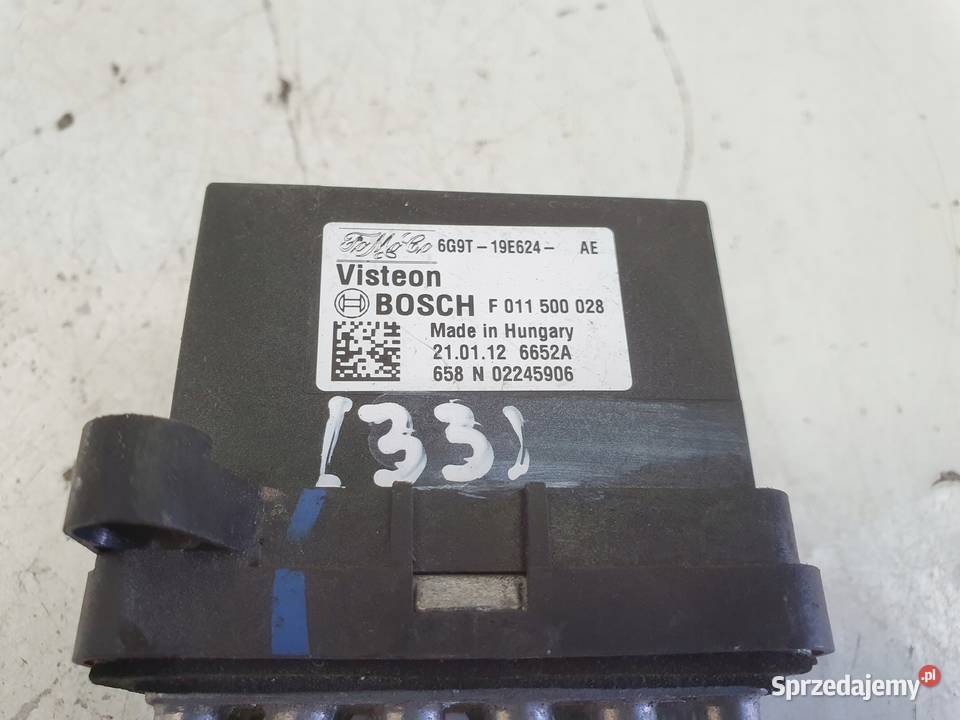 FoMoCo 6G9T-19E624- AE
Visteon
BOSCH F 011 500 028
Made in Hungary
21.01.12 6652A
658 N 02245906
(33)
Sprzedajemy.pl